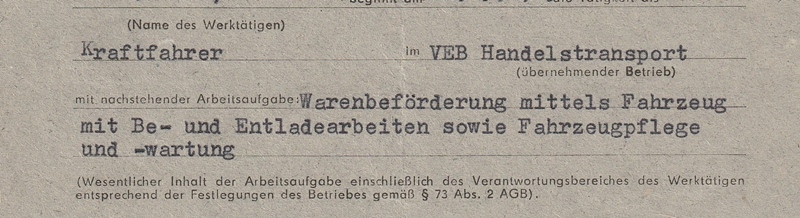 (Name des Werktätigen)
Kraftfahrer im VEB Handelstransport
(übernehmender Betrieb)
mit nachstehender Arbeitsaufgabe: Warenbeförderung mittels Fahrzeug
mit Be- und Entladearbeiten sowie Fahrzeugpflege
und -wartung
(Wesentlicher Inhalt der Arbeitsaufgabe einschließlich des Verantwortungsbereiches des Werktätigen
entsprechend der Festlegungen des Betriebes gemäß § 73 Abs. 2 AGB).